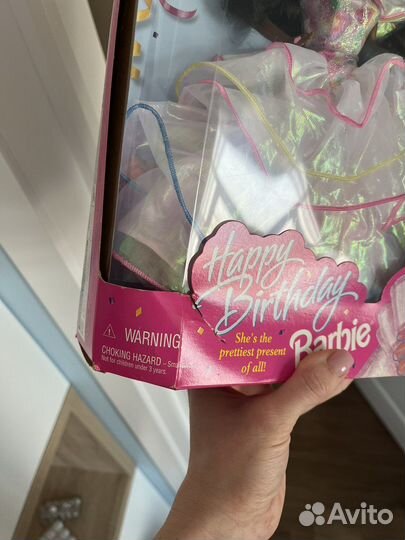 Happy
Birthday
Barbie
She's the
prettiest present
of all!
WARNING
CHOKING HAZARD – Small
Not for children under 3 years.
Avito